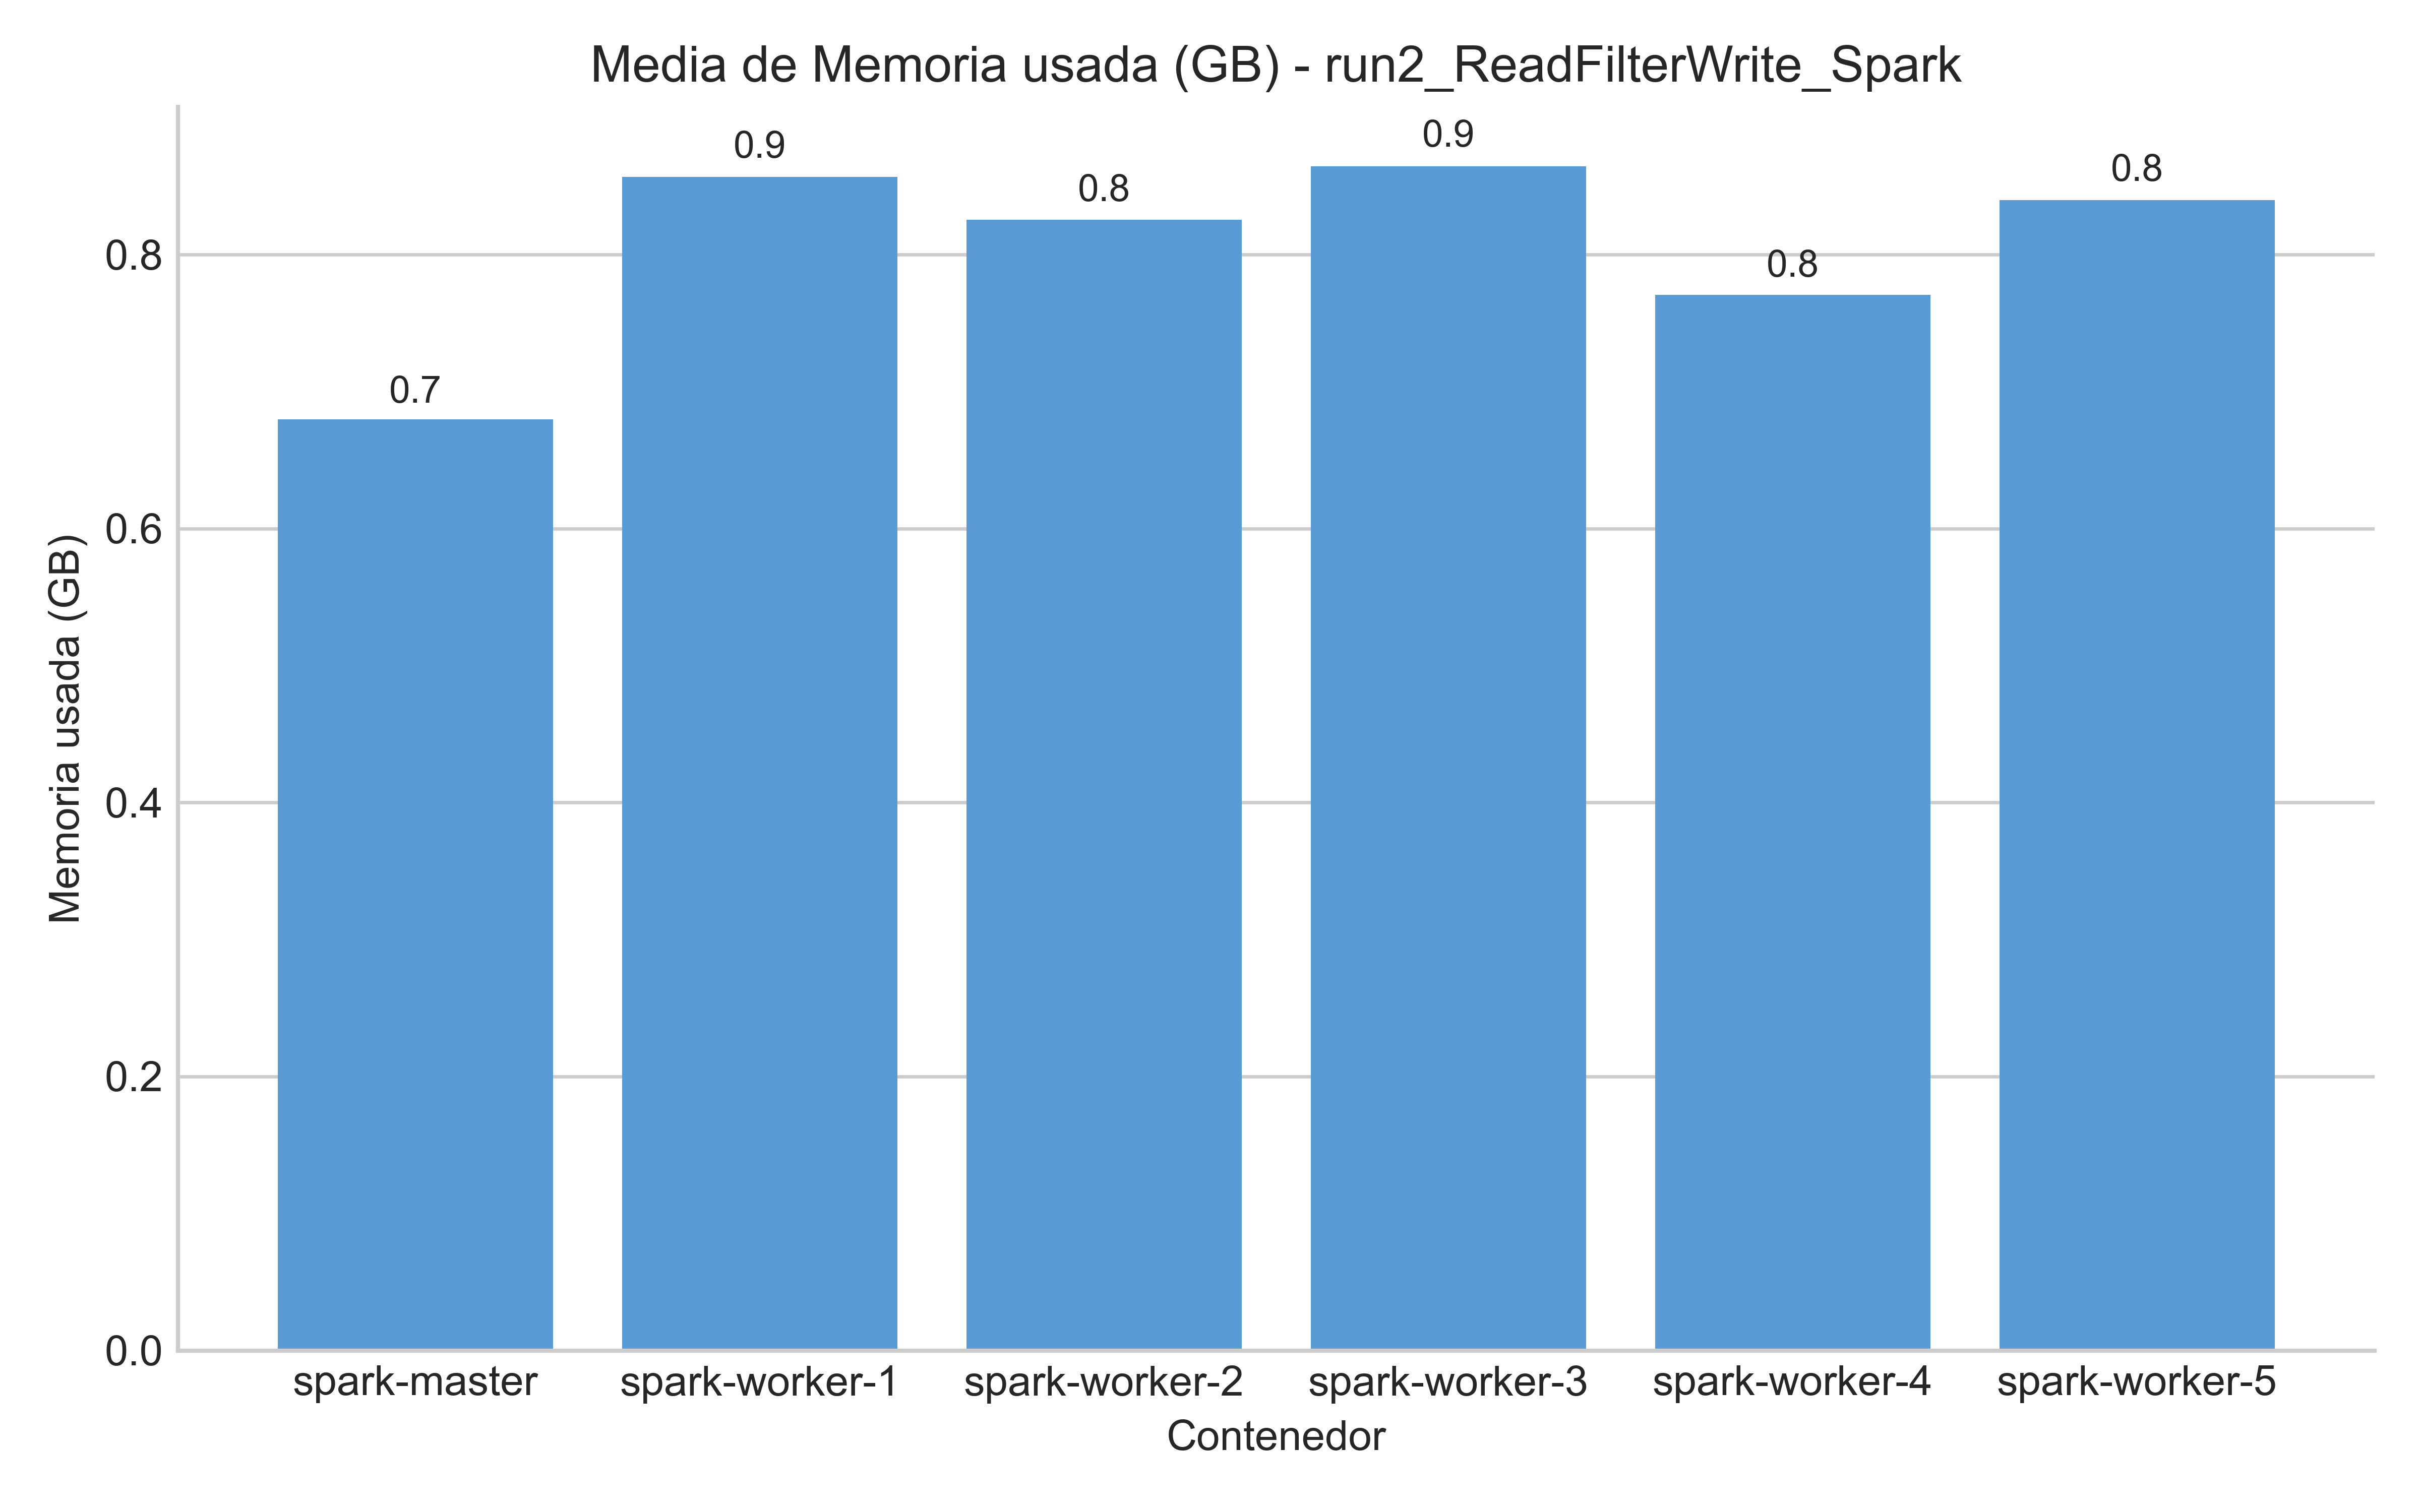 Media de Memoria usada (GB) - run2_ReadFilterWrite_Spark
0.9
0.9
0.8
0.8
0.8
0.8
0.7
0.6
0.4
0.2
0.0
Memoria usada (GB)
spark-master
spark-worker-1
spark-worker-2
spark-worker-3
spark-worker-4
spark-worker-5
Contenedor